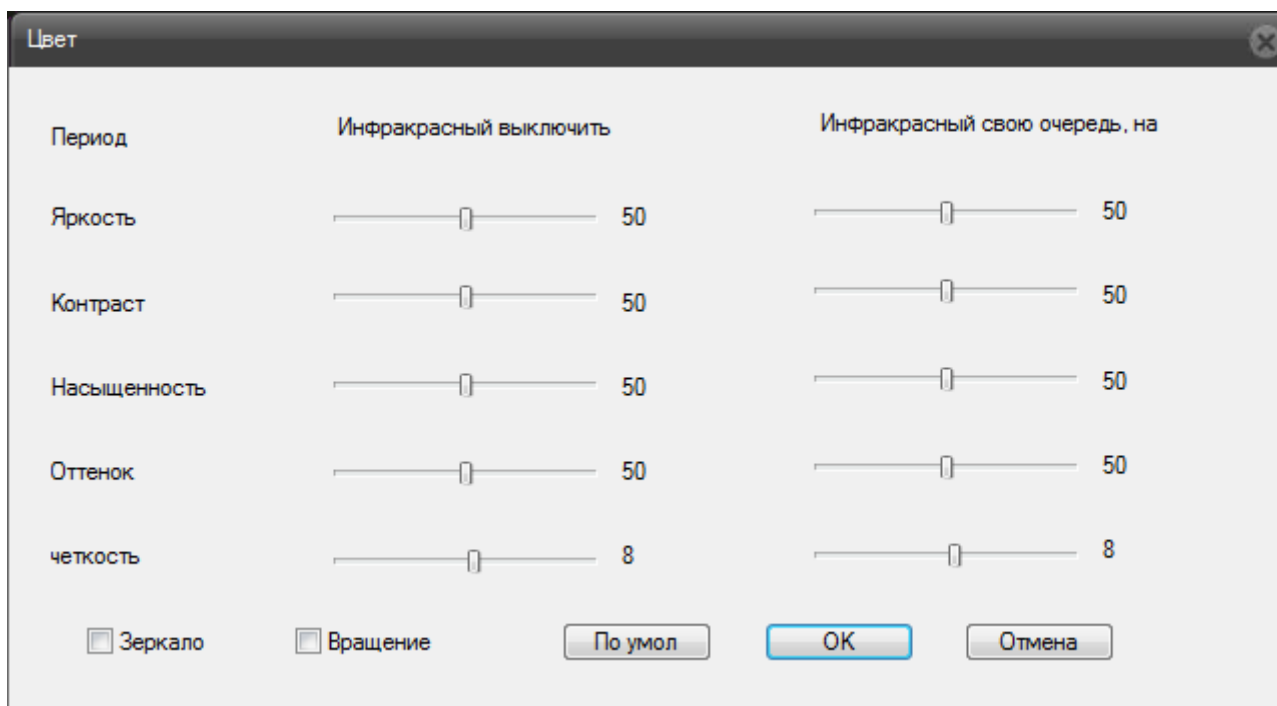 Цвет
Период Инфракрасный выключить Инфракрасный свою очередь, на
Яркость 50 50
Контраст 50 50
Насыщенность 50 50
Оттенок 50 50
четкость 8 8
Зеркало Вращение По умол OK Отмена